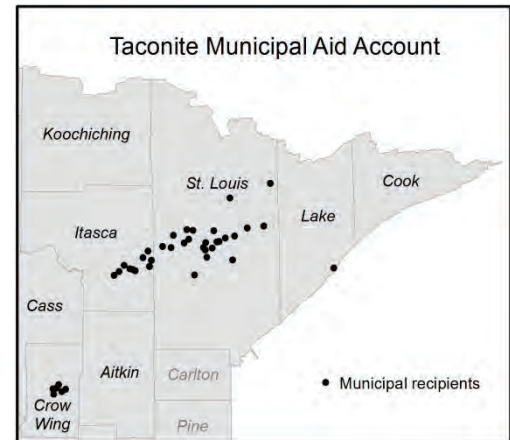 Taconite Municipal Aid Account
Koochiching
St. Louis
Cook
Lake
Itasca
Cass
Aitkin
Carlton
Crow
Wing
Pine
Municipal recipients